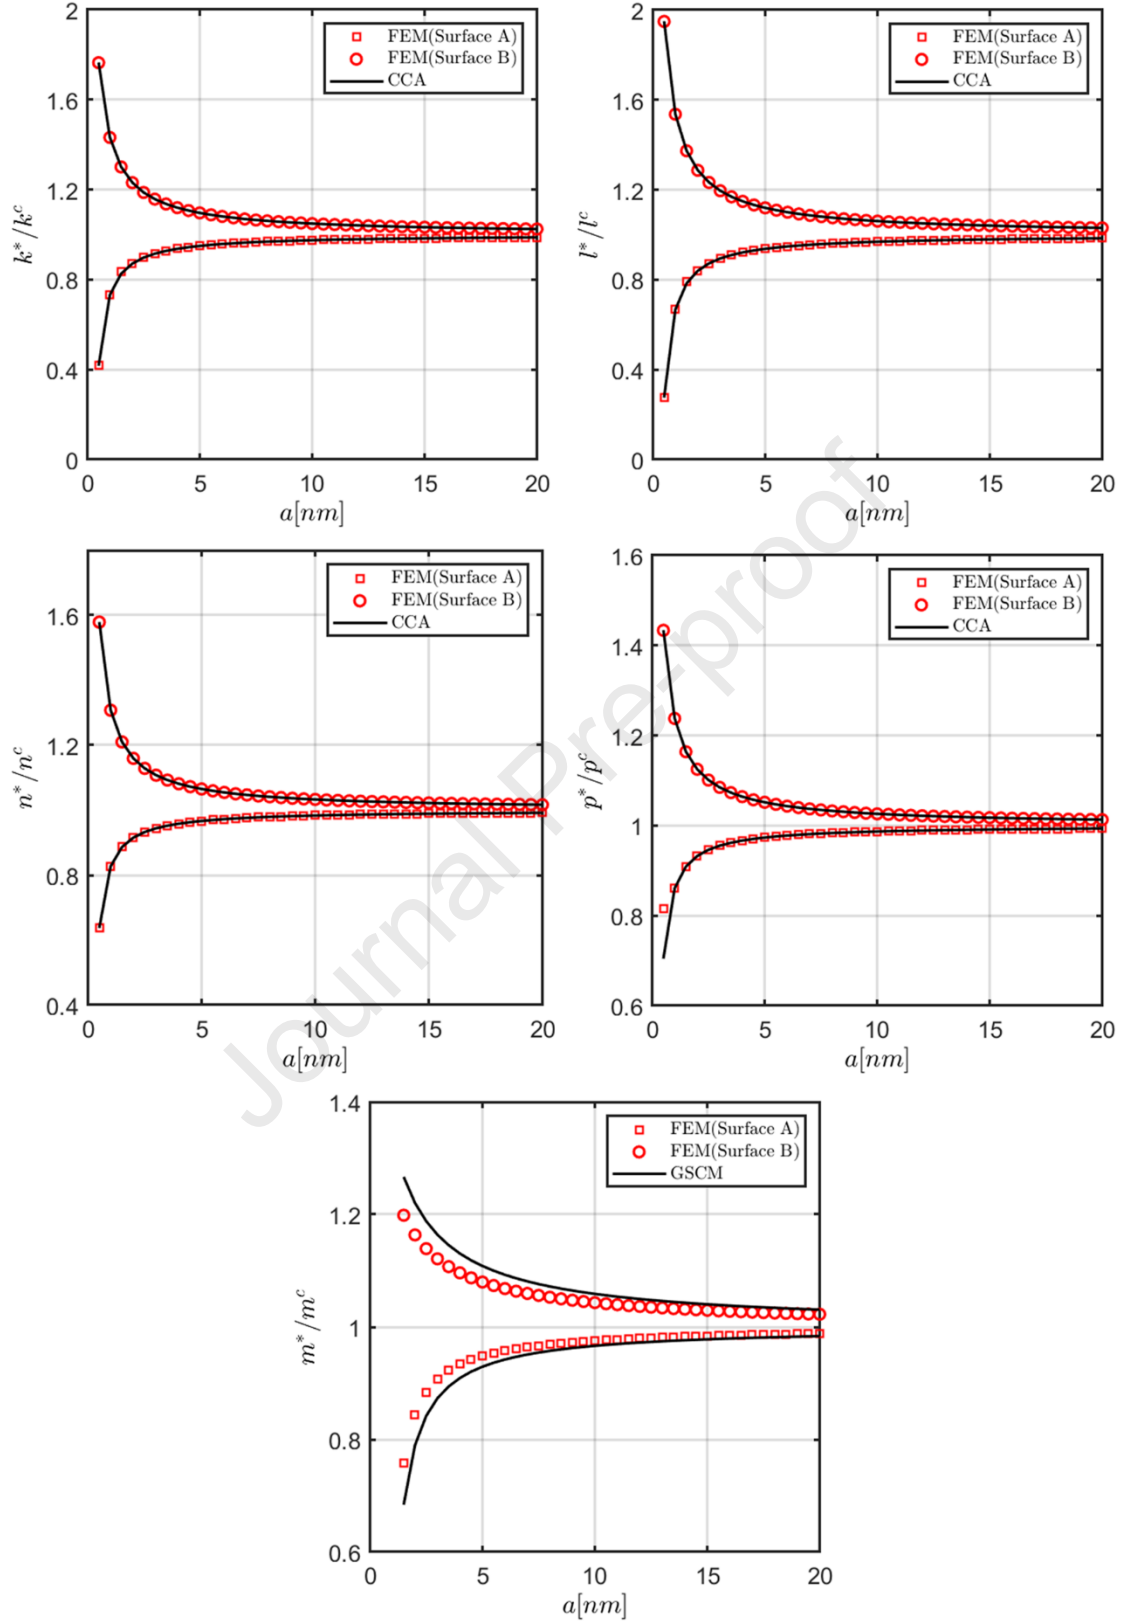 2
1.6
1.2
0.8
0.4
0
k*/k^c
FEM(Surface A)
FEM(Surface B)
CCA
0 5 10 15 20
a[nm]
2
1.6
1.2
0.8
0.4
0
l*/l^c
FEM(Surface A)
FEM(Surface B)
CCA
0 5 10 15 20
a[nm]
1.6
1.2
0.8
0.4
n*/n^c
FEM(Surface A)
FEM(Surface B)
CCA
0 5 10 15 20
a[nm]
1.6
1.4
1.2
1
0.8
0.6
p*/p^c
FEM(Surface A)
FEM(Surface B)
CCA
0 5 10 15 20
a[nm]
1.4
1.2
1
0.8
0.6
m*/m^c
FEM(Surface A)
FEM(Surface B)
GSCM
0 5 10 15 20
a[nm]
Journal Pre-proof